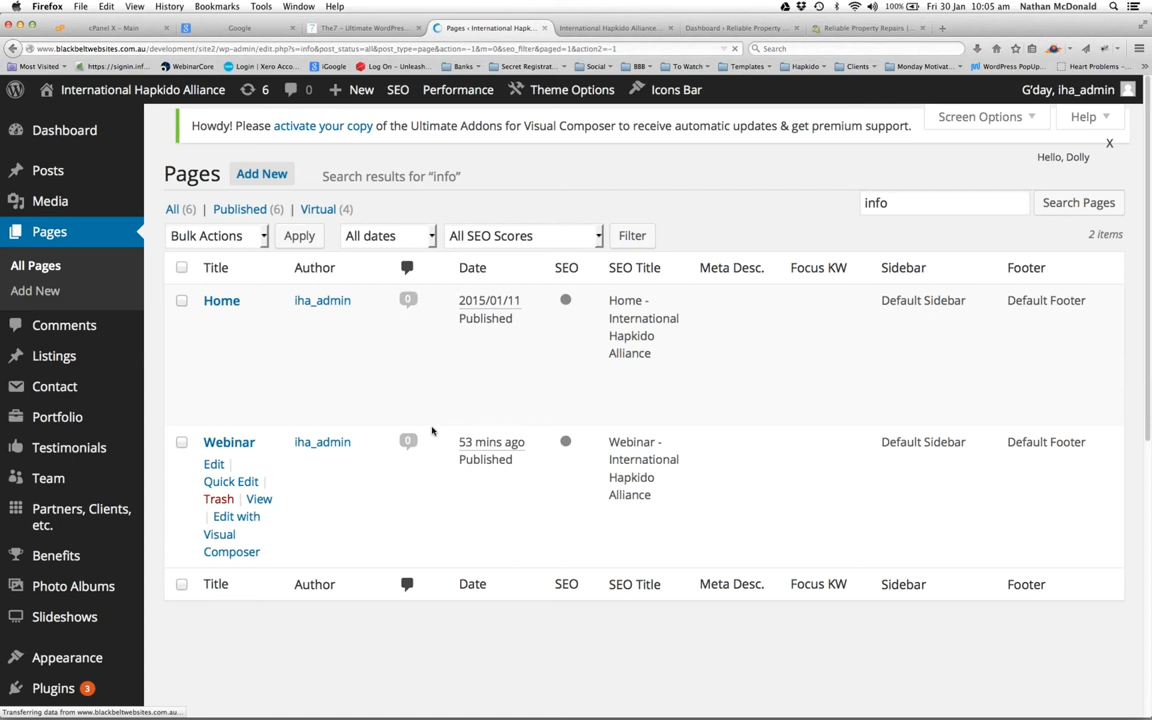 Firefox File Edit View History Bookmarks Tools Window Help 100% Fri 30 Jan 10:05 am Nathan McDonald
cPanel X – Main Google The7 – Ultimate WordPres... Pages ‹ International Hapk... International Hapkido Alliance... Dashboard ‹ Reliable Property ... Reliable Property Repairs |...
www.blackbeltwebsites.com.au/development/site2/wp-admin/edit.php?s=info&post_status=all&post_type=page&action=-1&m=0&seo_filter&paged=1&action2=-1 Search
Most Visited https://signin.inf... WebinarCore Login | Xero Acco... iGoogle Log On – Unleash... Banks Secret Registrat... Social BBB To Watch Templates Hapkido Clients Monday Motivat... WordPress PopUp... Heart Problems –...
International Hapkido Alliance 6 0 New SEO Performance Theme Options Icons Bar G'day, iha_admin
Howdy! Please activate your copy of the Ultimate Addons for Visual Composer to receive automatic updates & get premium support.
Screen Options Help
X
Hello, Dolly
Dashboard
Posts
Media
Pages
All Pages
Add New
Comments
Listings
Contact
Portfolio
Testimonials
Team
Partners, Clients,
etc.
Benefits
Photo Albums
Slideshows
Appearance
Plugins 3
Pages Add New Search results for “info”
All (6) | Published (6) | Virtual (4)
info Search Pages
Bulk Actions Apply All dates All SEO Scores Filter 2 items
Title Author Date SEO SEO Title Meta Desc. Focus KW Sidebar Footer
Home iha_admin 0 2015/01/11
Published
Home -
International
Hapkido
Alliance
Default Sidebar Default Footer
Webinar iha_admin 0 53 mins ago
Published
Webinar -
International
Hapkido
Alliance
Default Sidebar Default Footer
Edit |
Quick Edit |
Trash | View
| Edit with
Visual
Composer
Title Author Date SEO SEO Title Meta Desc. Focus KW Sidebar Footer
Transferring data from www.blackbeltwebsites.com.au...